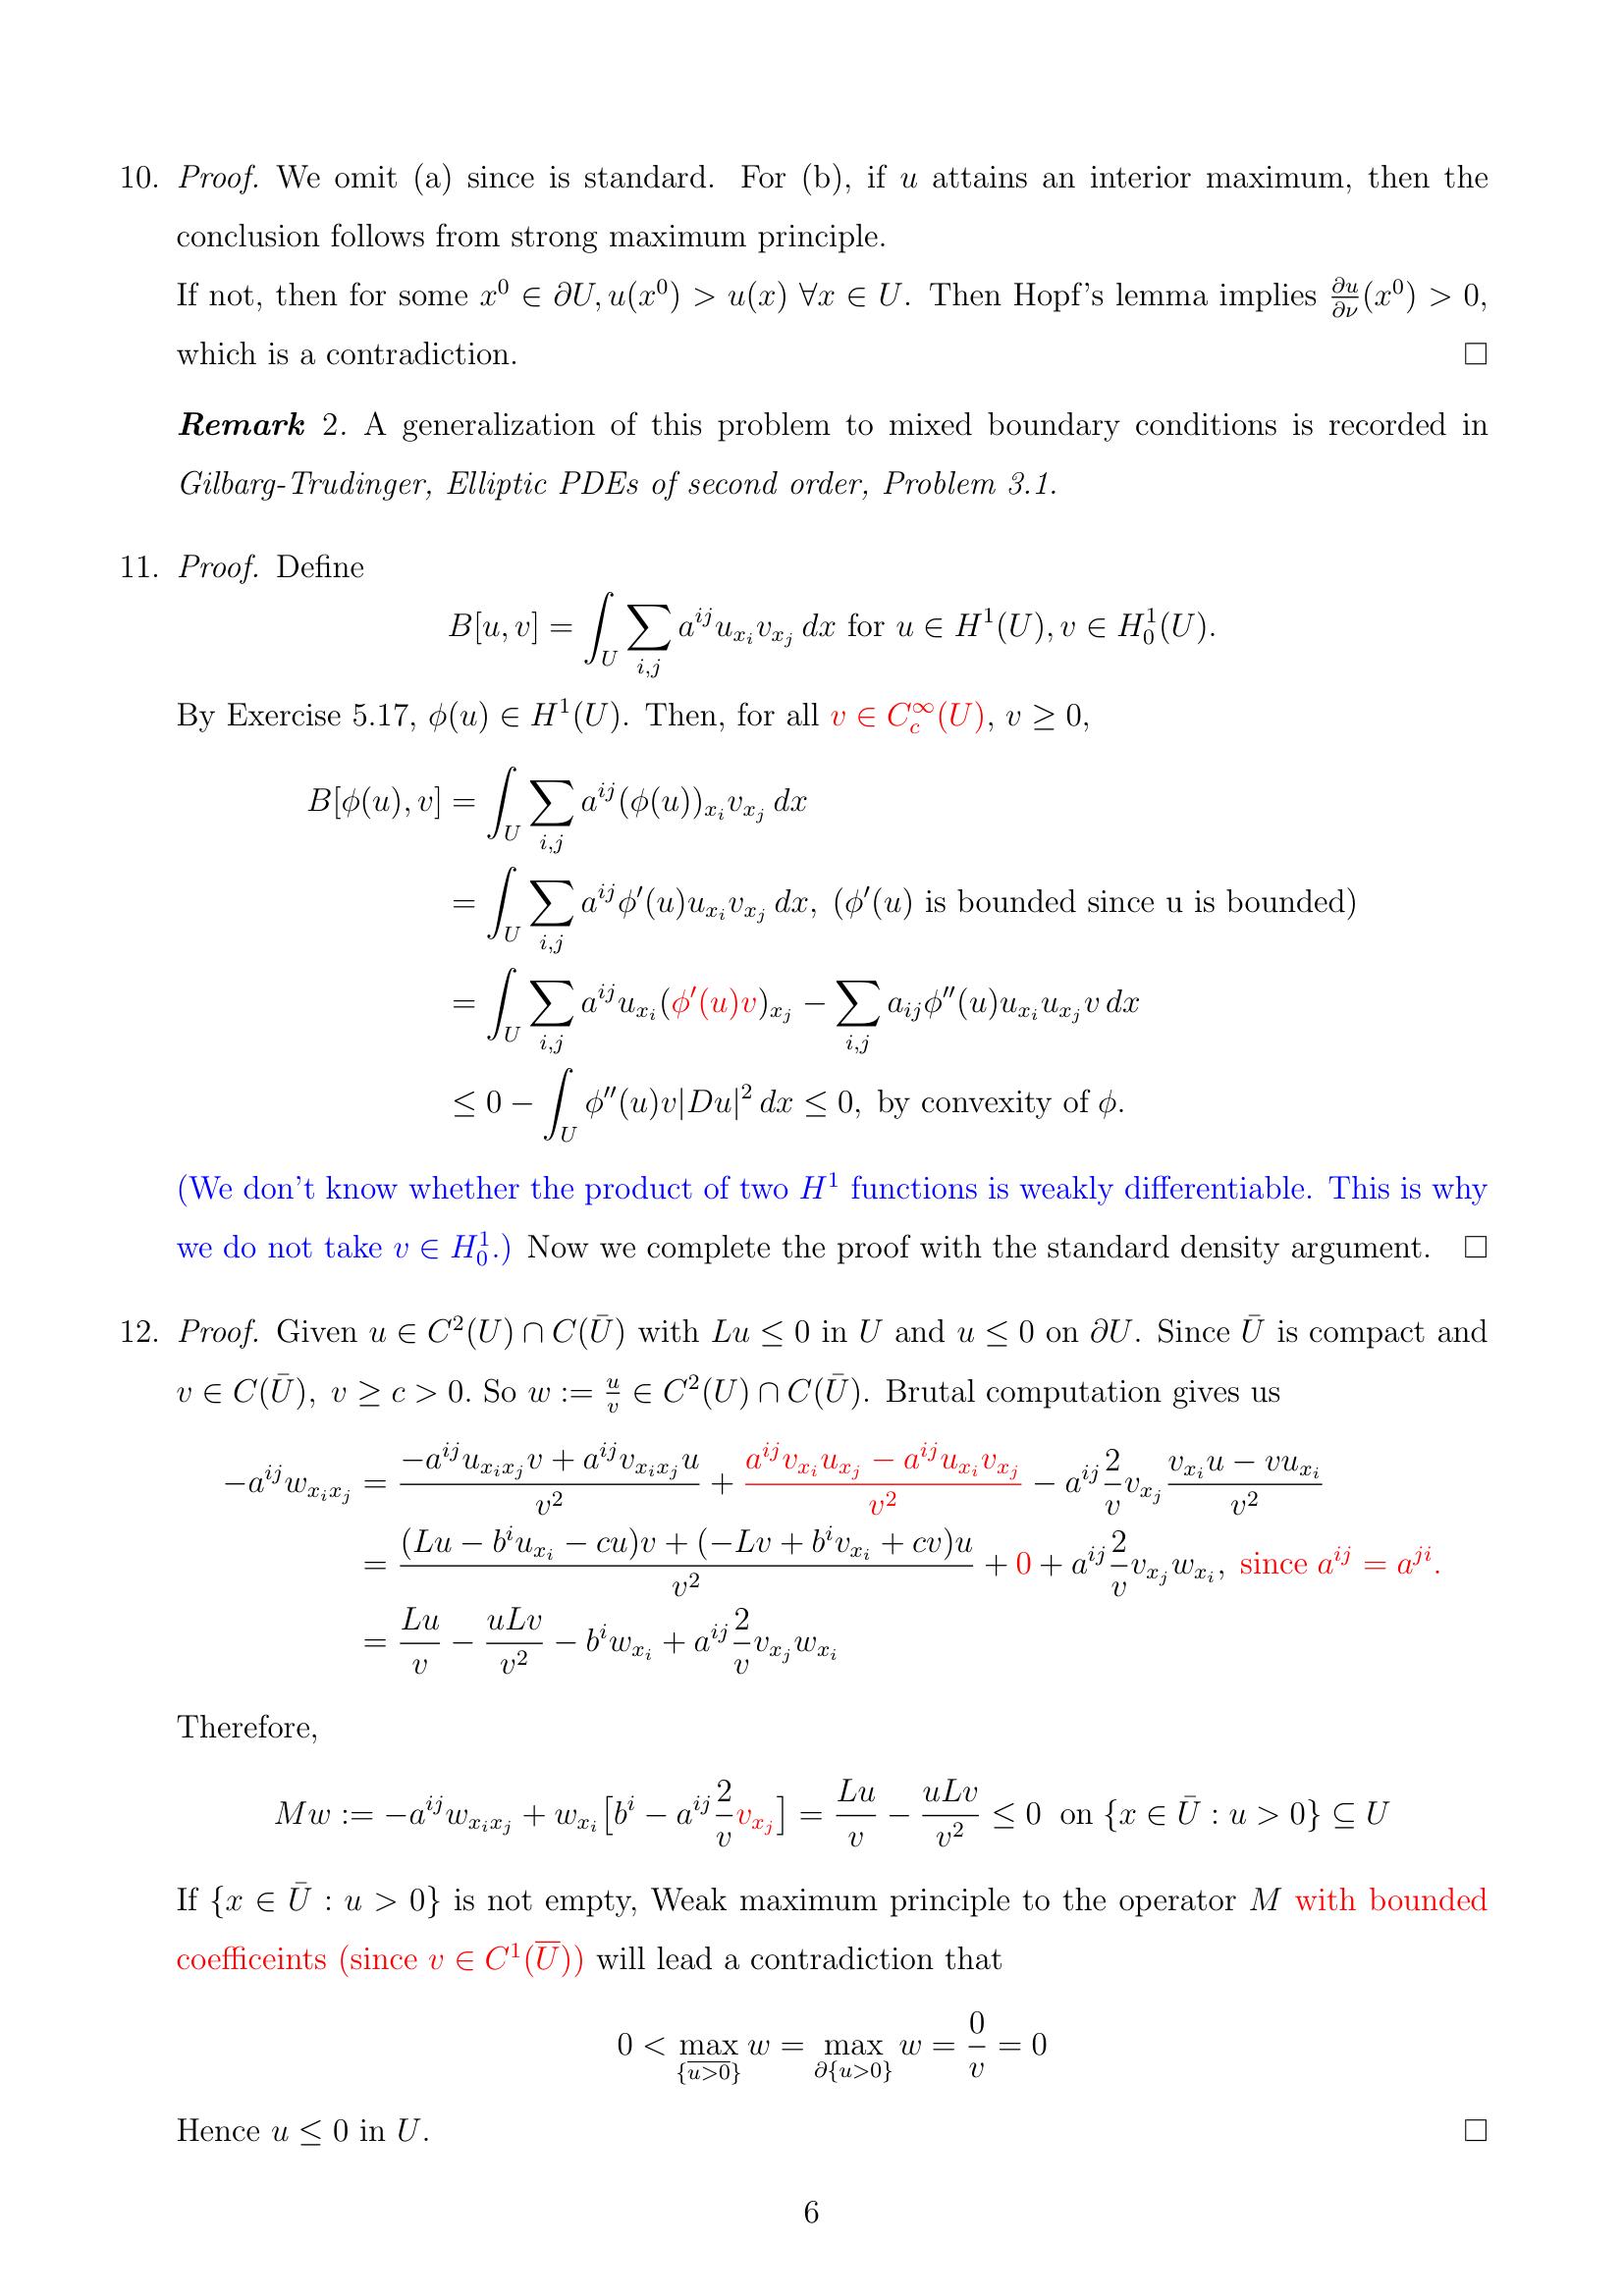 10. Proof. We omit (a) since is standard. For (b), if u attains an interior maximum, then the
conclusion follows from strong maximum principle.
If not, then for some $x^0 \in \partial U, u(x^0) > u(x) \ \forall x \in U$. Then Hopf's lemma implies $\frac{\partial u}{\partial \nu}(x^0) > 0$,
which is a contradiction. □
Remark 2. A generalization of this problem to mixed boundary conditions is recorded in
Gilbarg-Trudinger, Elliptic PDEs of second order, Problem 3.1.
11. Proof. Define
$B[u, v] = \int_U \sum_{i,j} a^{ij} u_{x_i} v_{x_j} \, dx$ for $u \in H^1(U), v \in H_0^1(U)$.
By Exercise 5.17, $\phi(u) \in H^1(U)$. Then, for all $v \in C_c^\infty(U)$, $v \geq 0$,
$B[\phi(u), v] = \int_U \sum_{i,j} a^{ij} (\phi(u))_{x_i} v_{x_j} \, dx$
$= \int_U \sum_{i,j} a^{ij} \phi'(u) u_{x_i} v_{x_j} \, dx$, ($\phi'(u)$ is bounded since u is bounded)
$= \int_U \sum_{i,j} a^{ij} u_{x_i} (\phi'(u) v)_{x_j} - \sum_{i,j} a_{ij} \phi''(u) u_{x_i} u_{x_j} v \, dx$
$\leq 0 - \int_U \phi''(u) v |Du|^2 \, dx \leq 0$, by convexity of $\phi$.
(We don't know whether the product of two $H^1$ functions is weakly differentiable. This is why
we do not take $v \in H_0^1$.) Now we complete the proof with the standard density argument. □
12. Proof. Given $u \in C^2(U) \cap C(\bar{U})$ with $Lu \leq 0$ in $U$ and $u \leq 0$ on $\partial U$. Since $\bar{U}$ is compact and
$v \in C(\bar{U}), \ v \geq c > 0$. So $w := \frac{u}{v} \in C^2(U) \cap C(\bar{U})$. Brutal computation gives us
$-a^{ij} w_{x_i x_j} = \frac{-a^{ij} u_{x_i x_j} v + a^{ij} v_{x_i x_j} u}{v^2} + \frac{a^{ij} v_{x_i} u_{x_j} - a^{ij} u_{x_i} v_{x_j}}{v^2} - a^{ij} \frac{2}{v} v_{x_j} \frac{v_{x_i} u - v u_{x_i}}{v^2}$
$= \frac{(Lu - b^i u_{x_i} - cu)v + (-Lv + b^i v_{x_i} + cv)u}{v^2} + 0 + a^{ij} \frac{2}{v} v_{x_j} w_{x_i}$, since $a^{ij} = a^{ji}$.
$= \frac{Lu}{v} - \frac{uLv}{v^2} - b^i w_{x_i} + a^{ij} \frac{2}{v} v_{x_j} w_{x_i}$
Therefore,
$Mw := -a^{ij} w_{x_i x_j} + w_{x_i} [b^i - a^{ij} \frac{2}{v} v_{x_j}] = \frac{Lu}{v} - \frac{uLv}{v^2} \leq 0$ on $\{x \in \bar{U} : u > 0\} \subseteq U$
If $\{x \in \bar{U} : u > 0\}$ is not empty, Weak maximum principle to the operator $M$ with bounded
coefficeints (since $v \in C^1(\overline{U})$) will lead a contradiction that
$0 < \max_{\{\overline{u>0}\}} w = \max_{\partial\{u>0\}} w = \frac{0}{v} = 0$
Hence $u \leq 0$ in $U$. □
6